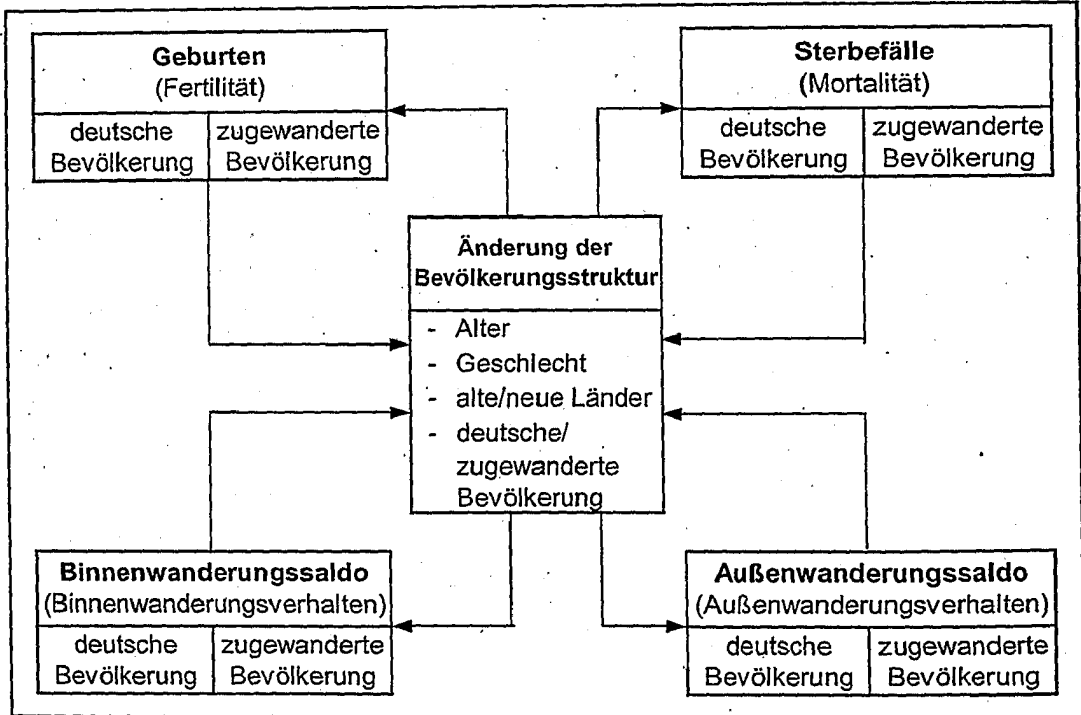 Geburten
(Fertilität)
deutsche
Bevölkerung
zugewanderte
Bevölkerung
Sterbefälle
(Mortalität)
deutsche
Bevölkerung
zugewanderte
Bevölkerung
Änderung der
Bevölkerungsstruktur
- Alter
- Geschlecht
- alte/neue Länder
- deutsche/
zugewanderte
Bevölkerung
Binnenwanderungssaldo
(Binnenwanderungsverhalten)
deutsche
Bevölkerung
zugewanderte
Bevölkerung
Außenwanderungssaldo
(Außenwanderungsverhalten)
deutsche
Bevölkerung
zugewanderte
Bevölkerung